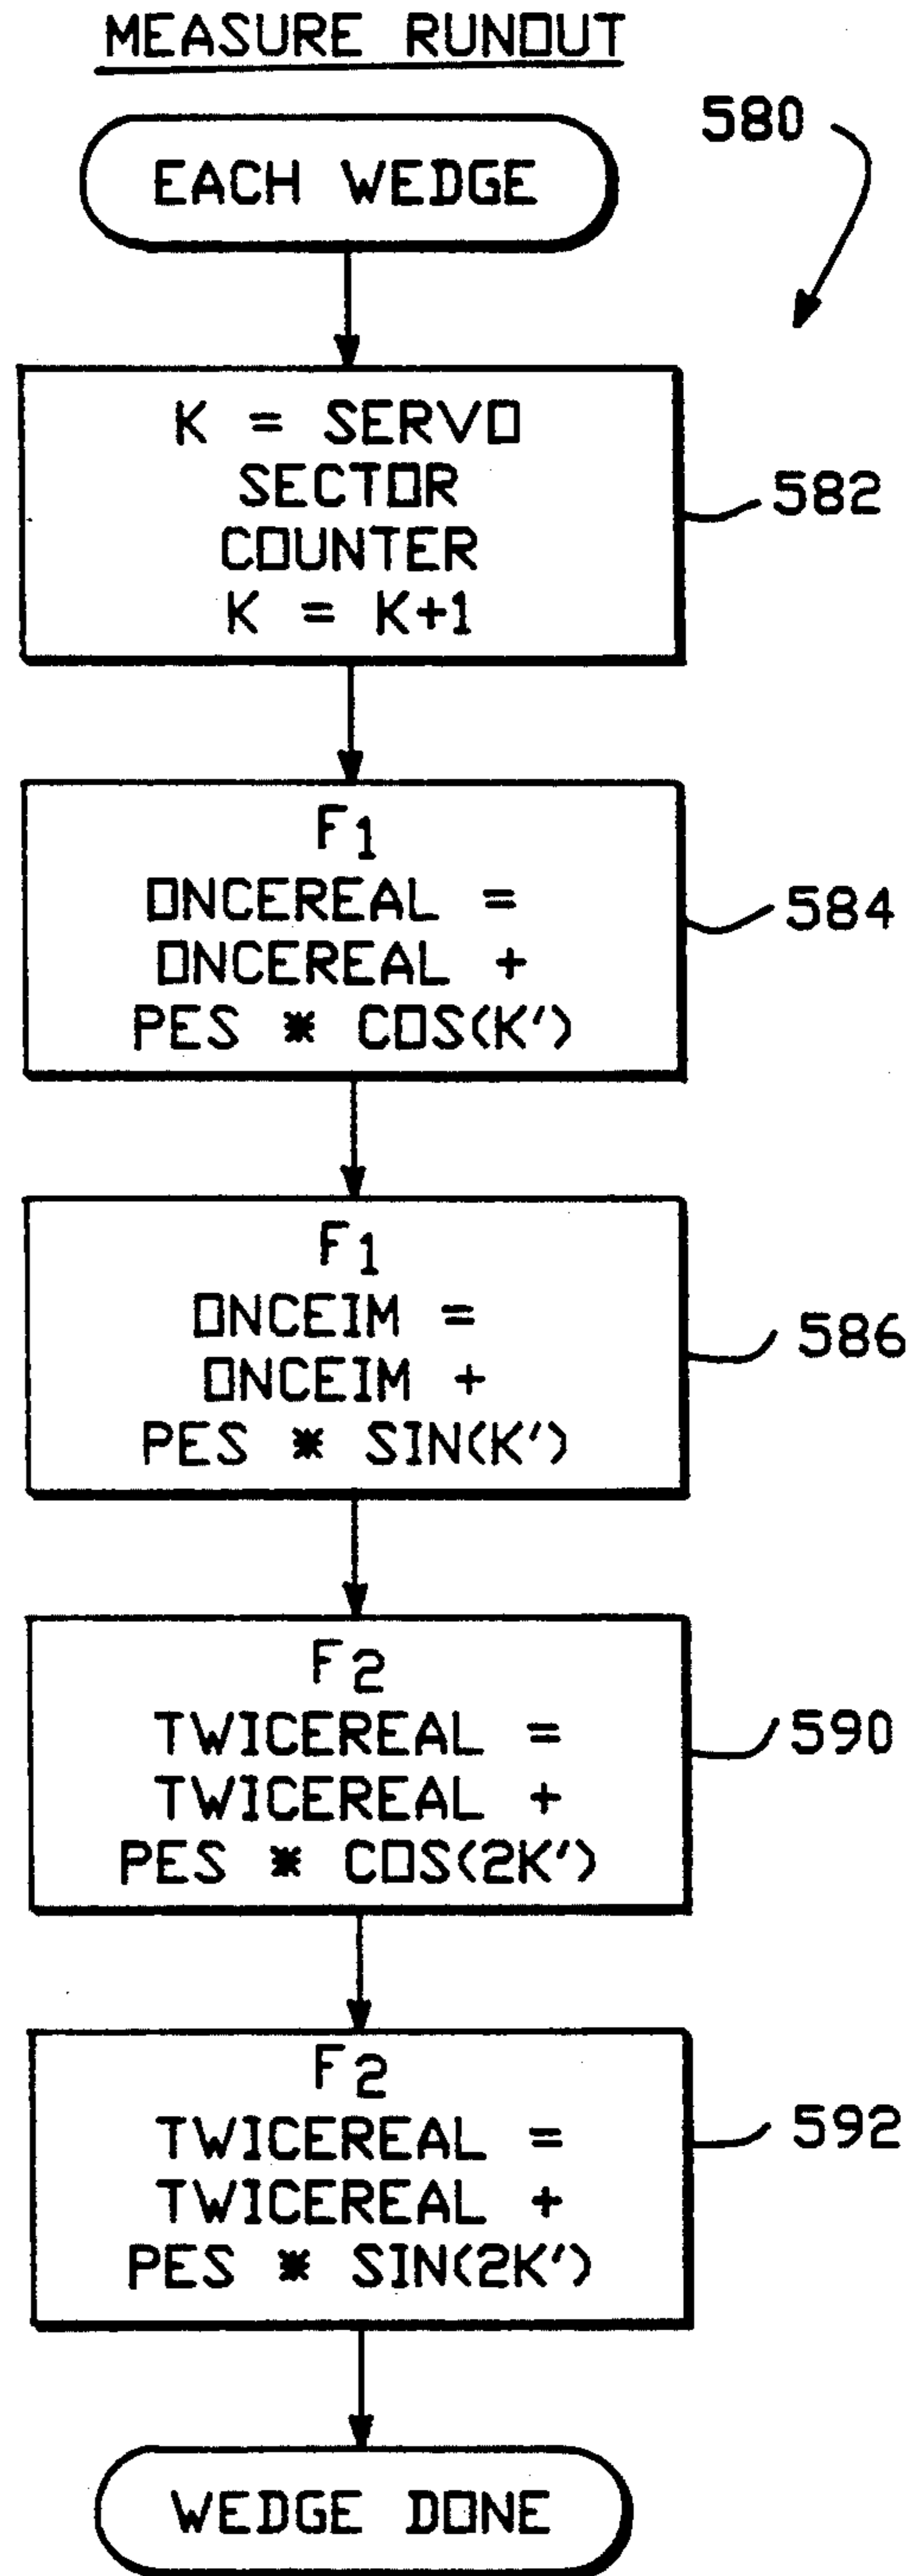 MEASURE RUNOUT
580
EACH WEDGE
K = SERVO
SECTOR
COUNTER
K = K+1
582
F1
ONCEREAL =
ONCEREAL +
PES * COS(K')
584
F1
ONCEIM =
ONCEIM +
PES * SIN(K')
586
F2
TWICEREAL =
TWICEREAL +
PES * COS(2K')
590
F2
TWICEREAL =
TWICEREAL +
PES * SIN(2K')
592
WEDGE DONE